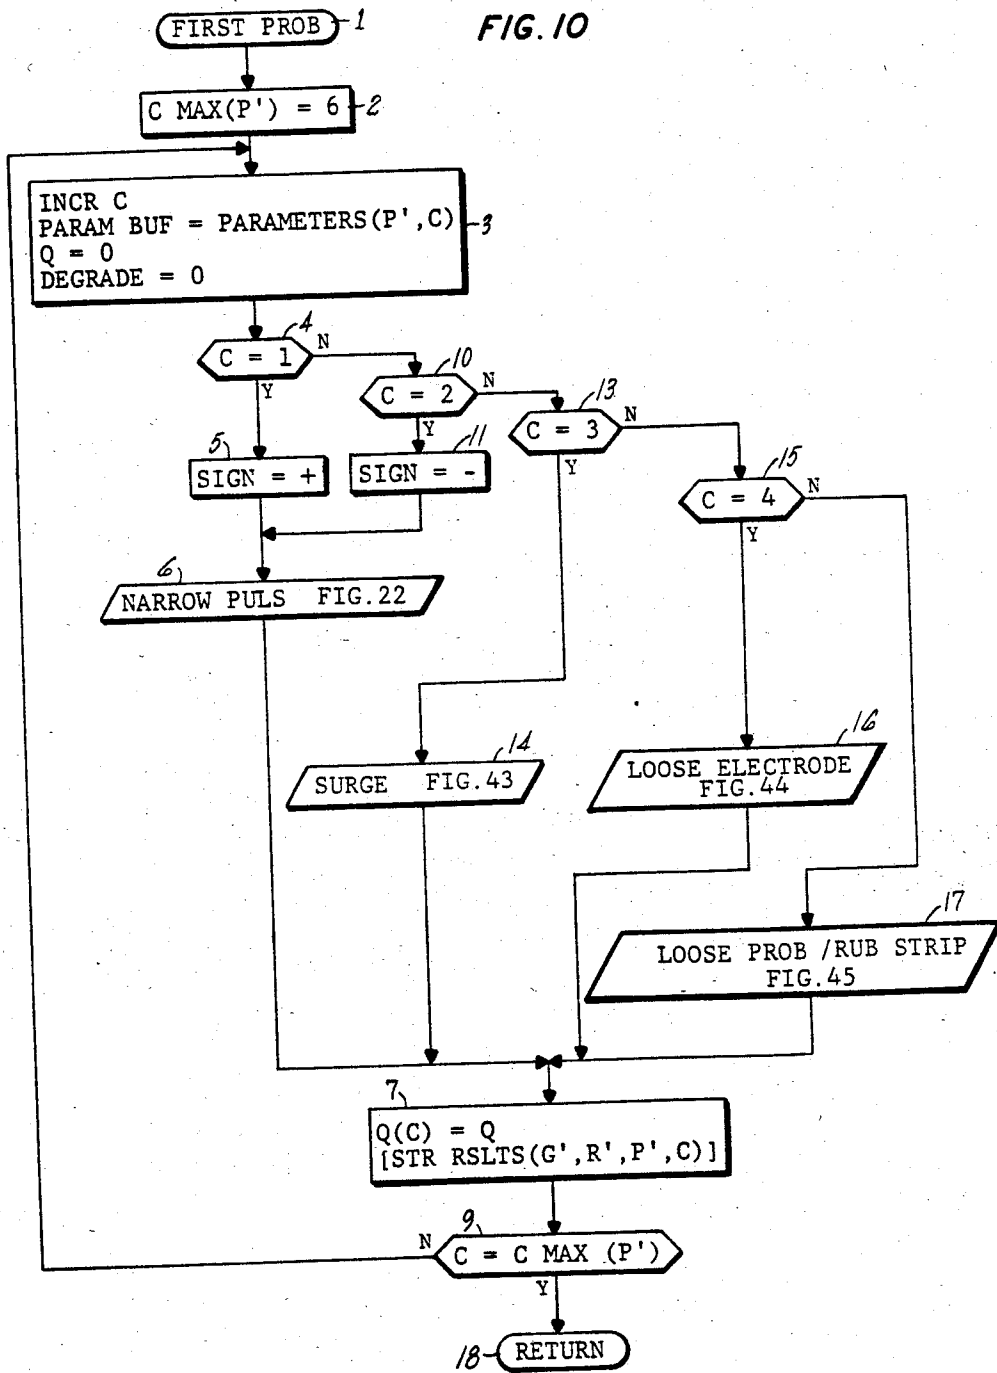 FIRST PROB 1
FIG. 10
C MAX(P') = 6 2
INCR C
PARAM BUF = PARAMETERS(P',C) 3
Q = 0
DEGRADE = 0
4
C = 1 N
Y
10
C = 2 N
Y
13
C = 3 N
Y
15
C = 4 N
Y
5
SIGN = +
11
SIGN = -
6
NARROW PULS FIG.22
14
SURGE FIG.43
16
LOOSE ELECTRODE
FIG.44
17
LOOSE PROB /RUB STRIP
FIG.45
7
Q(C) = Q
[STR RSLTS(G',R',P',C)]
9
N C = C MAX (P')
Y
18 RETURN